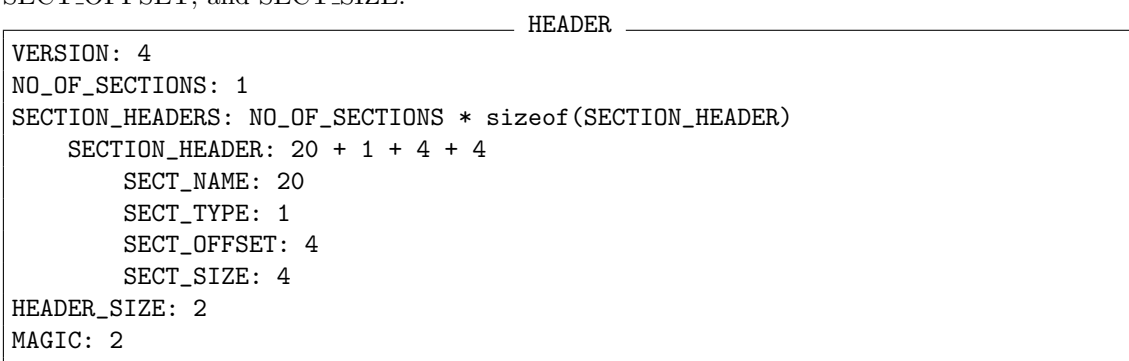 SECT_OFFSET, and SECT_SIZE.
HEADER
VERSION: 4
NO_OF_SECTIONS: 1
SECTION_HEADERS: NO_OF_SECTIONS * sizeof(SECTION_HEADER)
SECTION_HEADER: 20 + 1 + 4 + 4
SECT_NAME: 20
SECT_TYPE: 1
SECT_OFFSET: 4
SECT_SIZE: 4
HEADER_SIZE: 2
MAGIC: 2